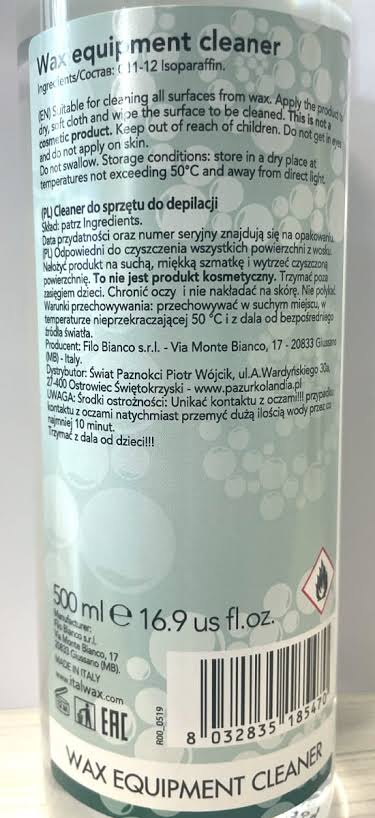 Wax equipment cleaner
Ingredients/Состав: C11-12 Isoparaffin.
(EN) Suitable for cleaning all surfaces from wax. Apply the product to
dry, soft cloth and wipe the surface to be cleaned. This is not a
cosmetic product. Keep out of reach of children. Do not get in eyes
and do not apply on skin.
Do not swallow. Storage conditions: store in a dry place at
temperatures not exceeding 50°C and away from direct light.
(PL) Cleaner do sprzętu do depilacji
Skład: patrz Ingredients.
Data przydatności oraz numer seryjny znajdują się na opakowaniu.
(PL) Odpowiedni do czyszczenia wszystkich powierzchni z wosku.
Nałożyć produkt na suchą, miękką szmatkę i wytrzeć czyszczoną
powierzchnię. To nie jest produkt kosmetyczny. Trzymać poza
zasięgiem dzieci. Chronić oczy i nie nakładać na skórę. Nie połykać.
Warunki przechowywania: przechowywać w suchym miejscu, w
temperaturze nieprzekraczającej 50 °C i z dala od bezpośredniego
źródła światła.
Producent: Filo Bianco s.r.l. - Via Monte Bianco, 17 - 20833 Giussano
(MB) - Italy.
Dystrybutor: Świat Paznokci Piotr Wójcik, ul.A.Wardyńskiego 30a,
27-400 Ostrowiec Świętokrzyski - www.pazurkolandia.pl
UWAGA: Środki ostrożności: Unikać kontaktu z oczami!!! przypadku
kontaktu z oczami natychmiast przemyć dużą ilością wody przez co
najmniej 10 minut.
Trzymać z dala od dzieci!!!
500 ml e 16.9 us fl.oz.
Manufacturer:
Filo Bianco s.r.l.
Via Monte Bianco, 17
20833 Giussano (MB).
MADE IN ITALY
www.italwax.com
EAC
R00_0519
8 032835 185470
WAX EQUIPMENT CLEANER